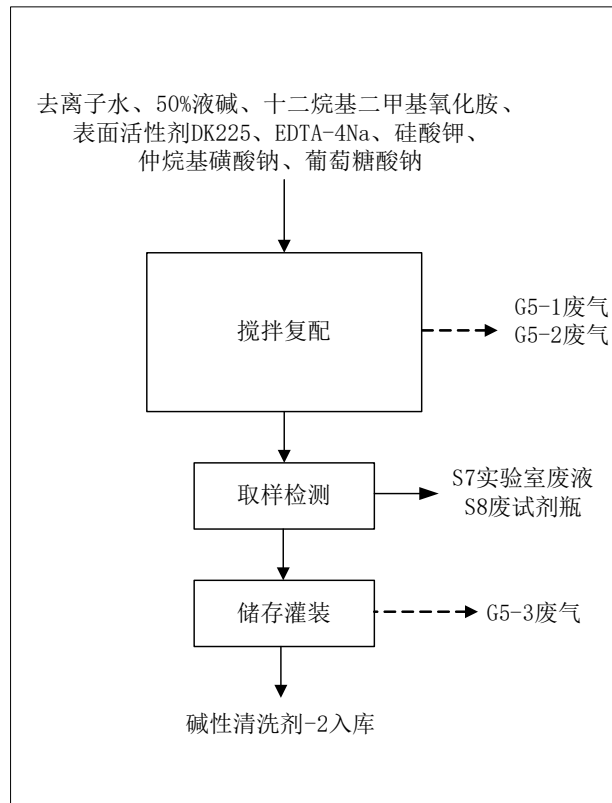 去离子水、50%液碱、十二烷基二甲基氧化胺、
表面活性剂DK225、EDTA-4Na、硅酸钾、
仲烷基磺酸钠、葡萄糖酸钠
搅拌复配
G5-1废气
G5-2废气
取样检测
S7实验室废液
S8废试剂瓶
储存灌装
G5-3废气
碱性清洗剂-2入库